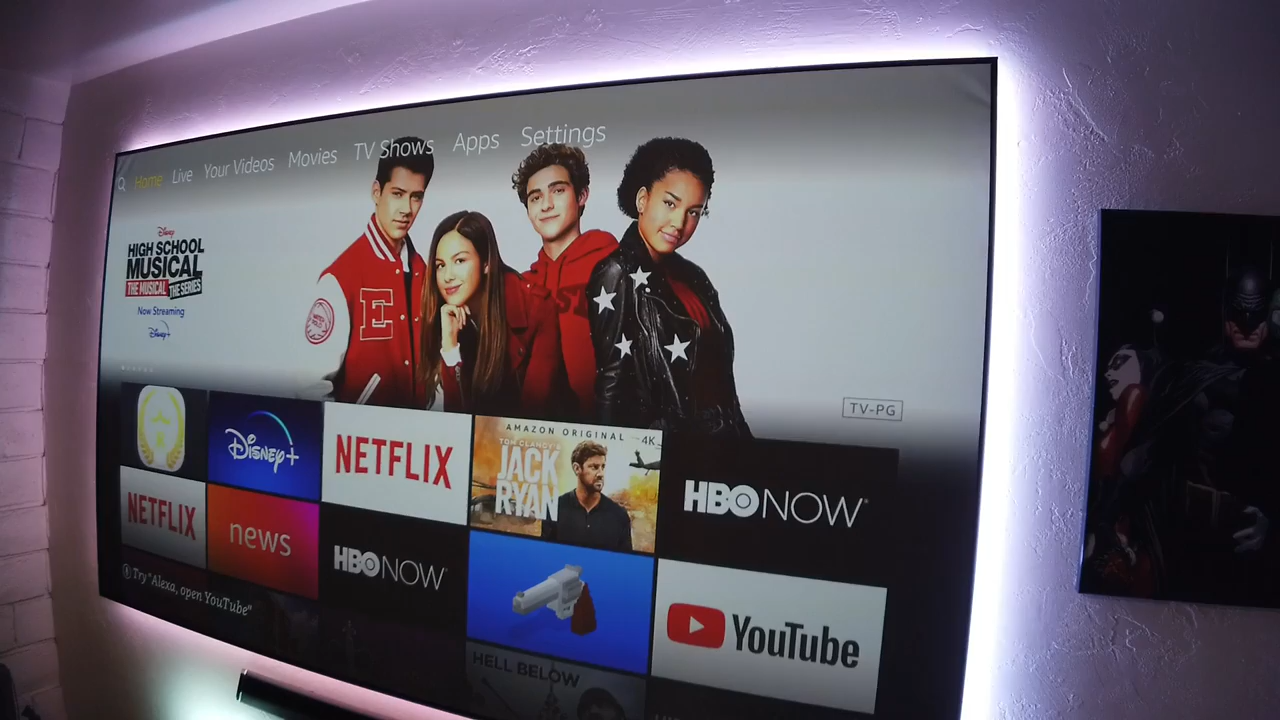 Home Live Your Videos Movies TV Shows Apps Settings
Disney
HIGH SCHOOL
MUSICAL
THE MUSICAL THE SERIES
Now Streaming
Disney+
E
TV-PG
Disney+
NETFLIX
AMAZON ORIGINAL 4K
TOM CLANCY'S
JACK
RYAN
HBO NOW
NETFLIX
news
HBO NOW
YouTube
Try "Alexa, open YouTube"
HELL BELOW